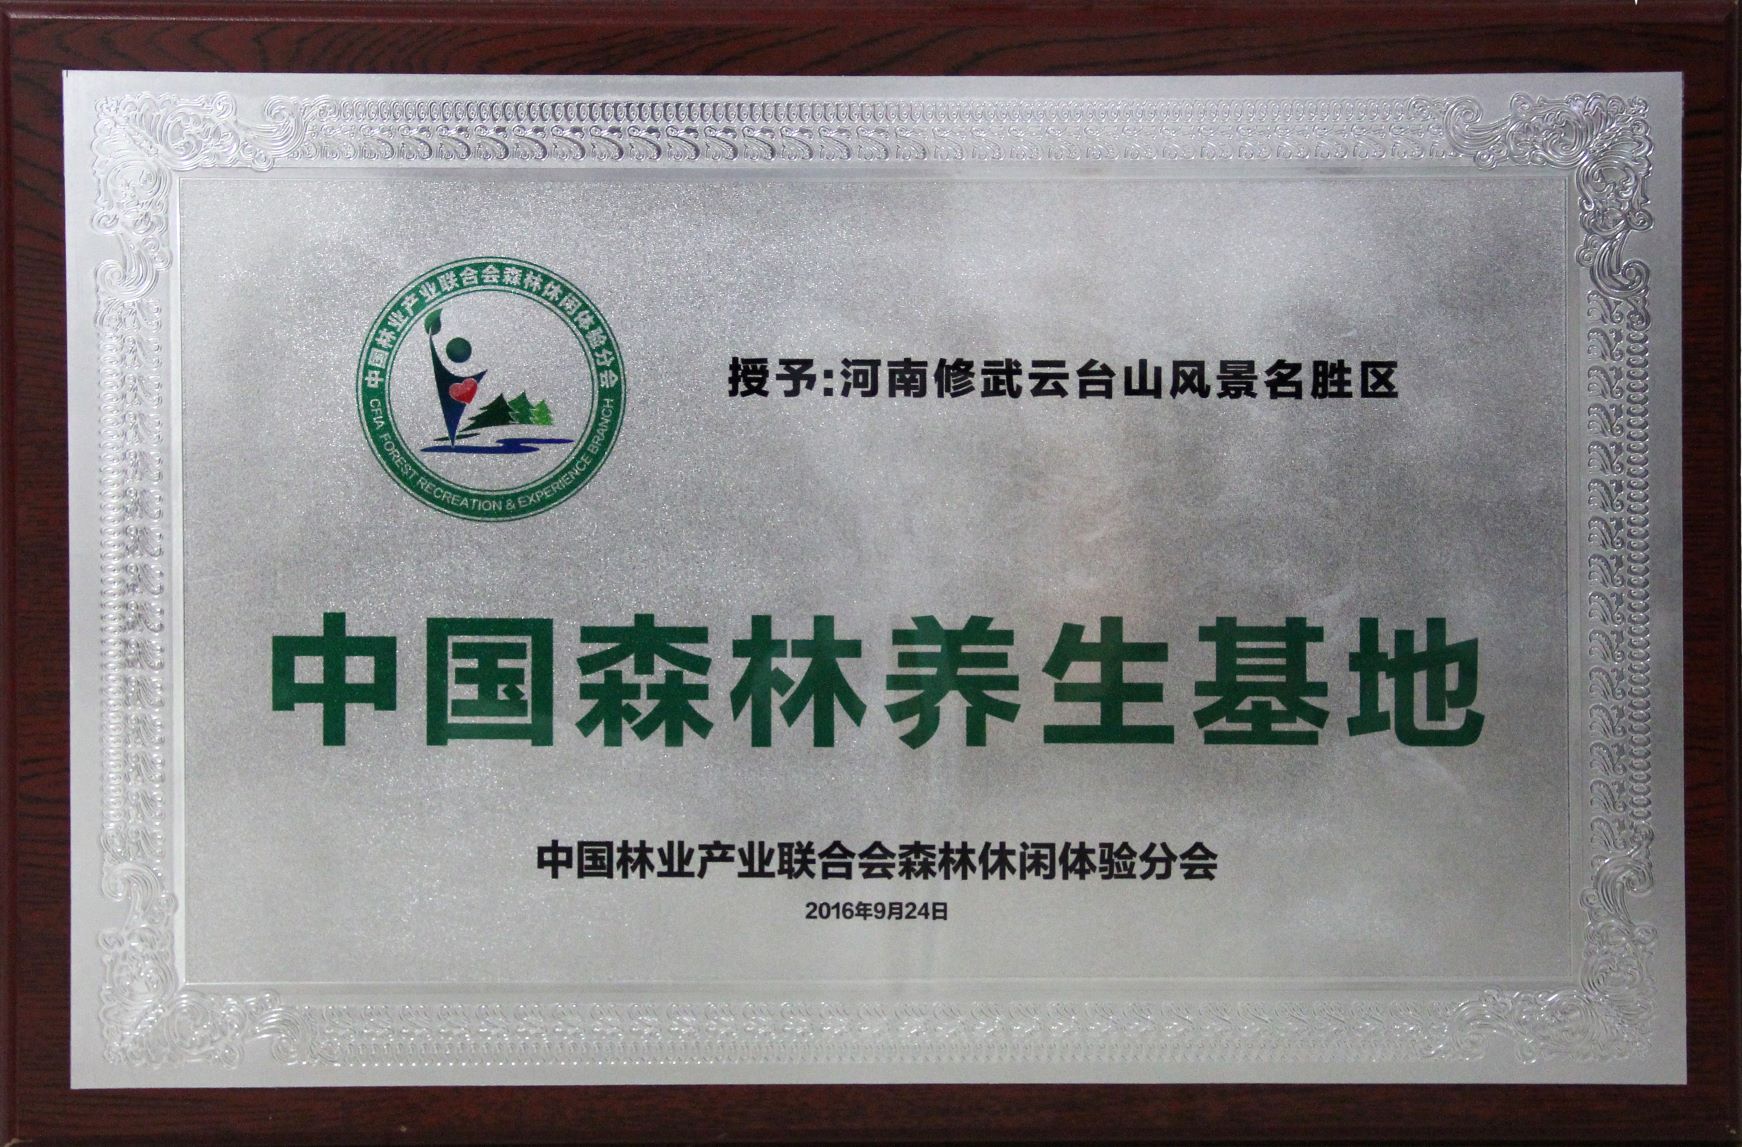 中国林业产业联合会森林休闲体验分会
CFIA FOREST RECREATION & EXPERIENCE BRANCH
授予:河南修武云台山风景名胜区
中国森林养生基地
中国林业产业联合会森林休闲体验分会
2016年9月24日